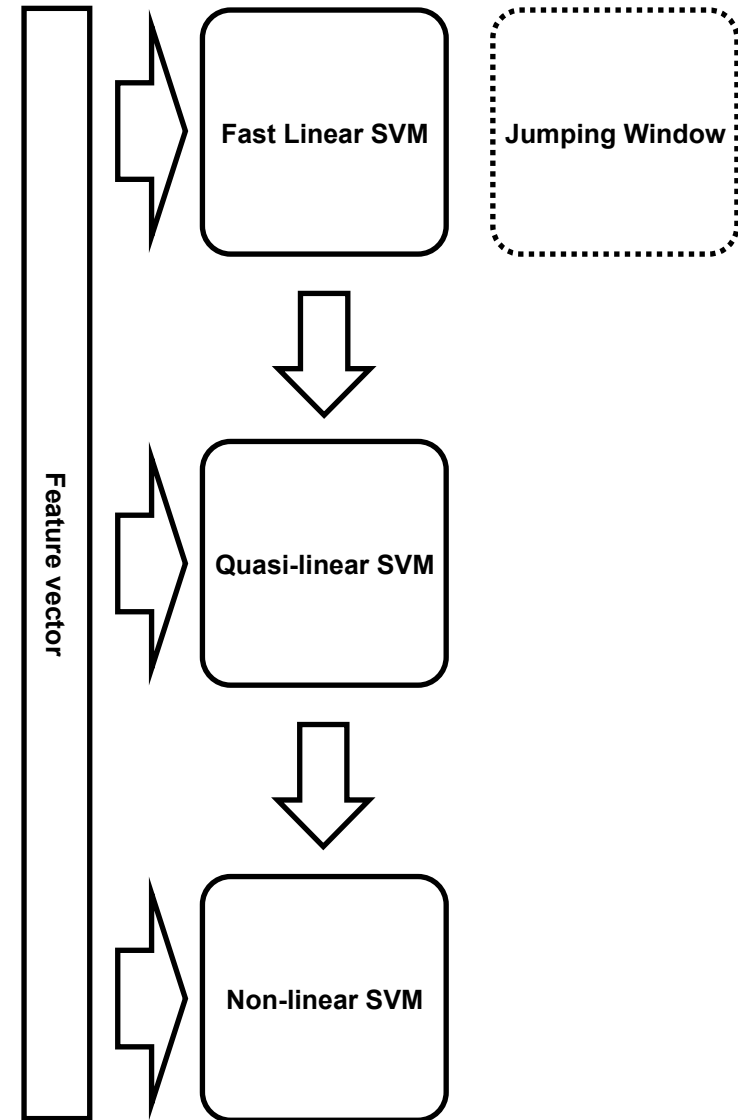 Fast Linear SVM
Jumping Window
Feature vector
Quasi-linear SVM
Non-linear SVM